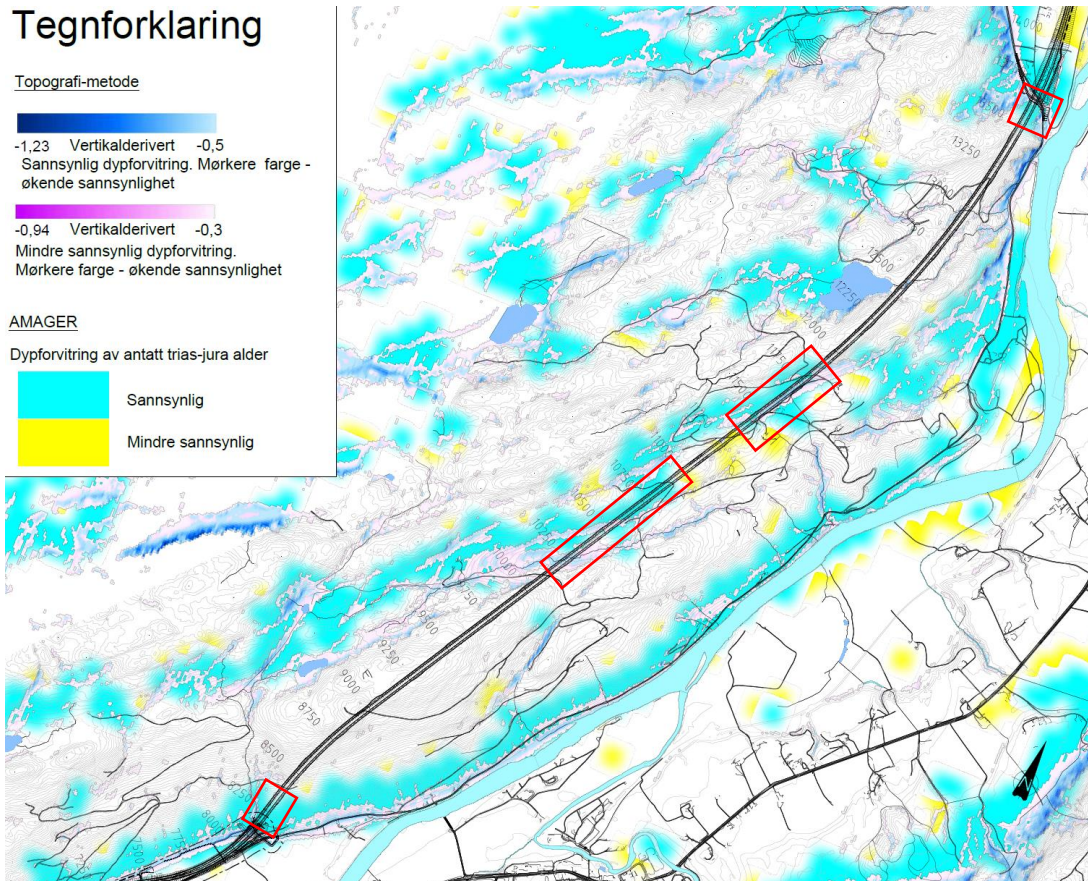 Tegnforklaring
Topografi-metode
-1,23 Vertikalderivert -0,5
Sannsynlig dypforvitring. Mørkere farge -
økende sannsynlighet
-0,94 Vertikalderivert -0,3
Mindre sannsynlig dypforvitring.
Mørkere farge - økende sannsynlighet
AMAGER
Dypforvitring av antatt trias-jura alder
Sannsynlig
Mindre sannsynlig
13250
12250
12000
9500
9250
9000
8750
8500